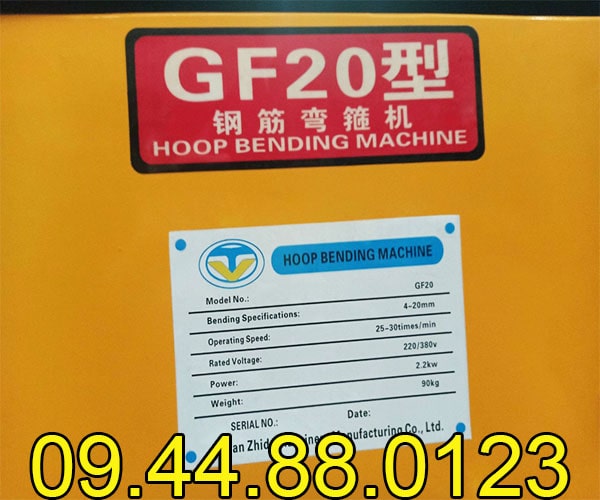 GF20型
钢筋弯箍机
HOOP BENDING MACHINE
HOOP BENDING MACHINE
Model No.: GF20
Bending Specifications: 4-20mm
Operating Speed: 25-30times/min
Rated Voltage: 220/380v
Power: 2.2kw
Weight: 90kg
SERIAL NO.: Date:
Manufacturing Co., Ltd.
09.44.88.0123